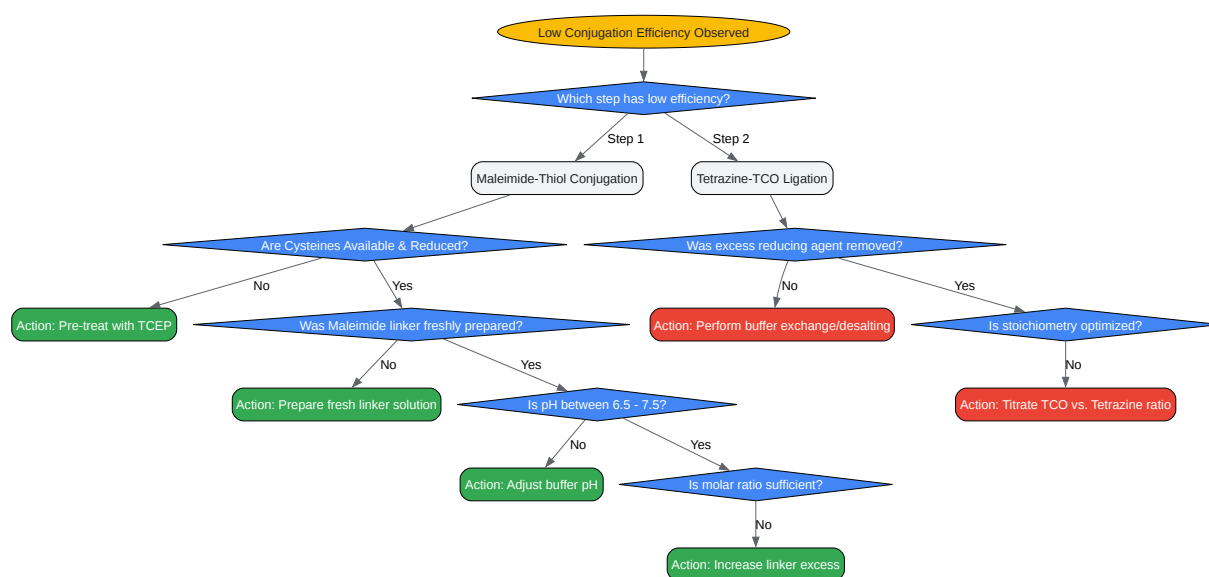 Low Conjugation Efficiency Observed
Which step has low efficiency?
Step 1
Step 2
Maleimide-Thiol Conjugation
Tetrazine-TCO Ligation
Are Cysteines Available & Reduced?
Was excess reducing agent removed?
No
Yes
No
Yes
Action: Pre-treat with TCEP
Was Maleimide linker freshly prepared?
Action: Perform buffer exchange/desalting
Is stoichiometry optimized?
No
Yes
No
Action: Prepare fresh linker solution
Is pH between 6.5 - 7.5?
Action: Titrate TCO vs. Tetrazine ratio
No
Yes
Action: Adjust buffer pH
Is molar ratio sufficient?
No
Action: Increase linker excess